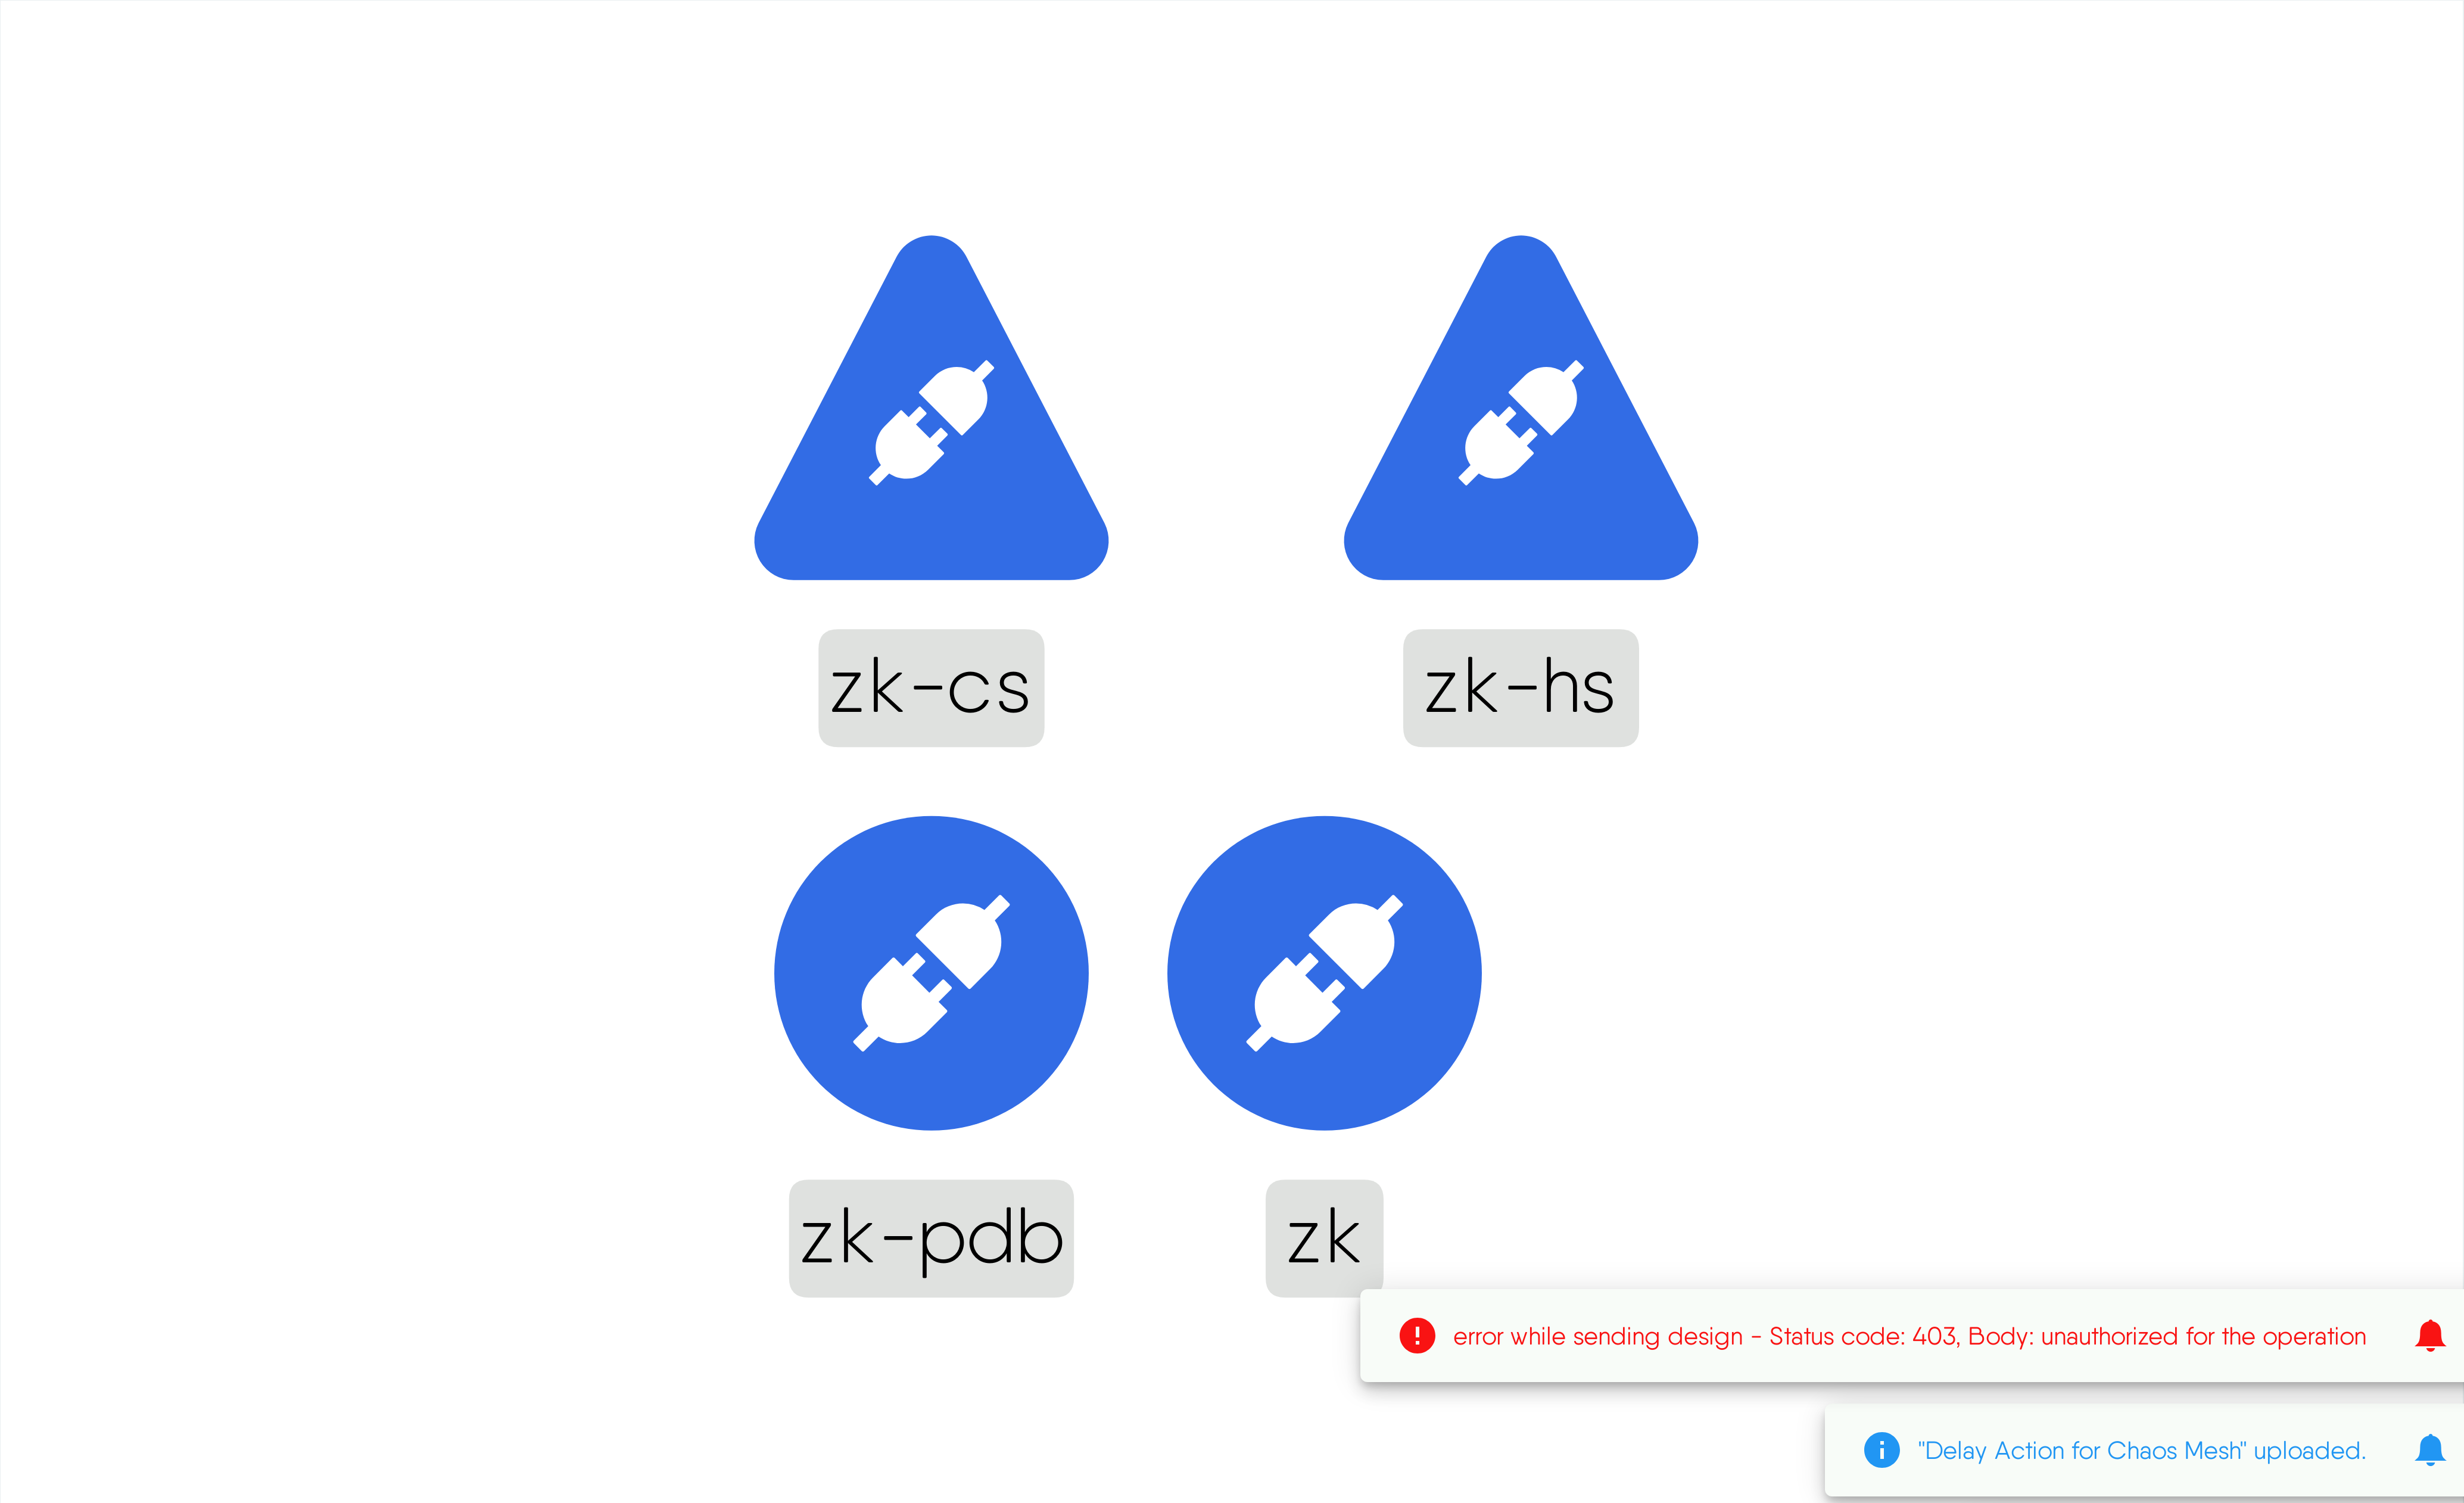 zk-cs
zk-hs
zk-pdb
zk
error while sending design - Status code: 403, Body: unauthorized for the operation
"Delay Action for Chaos Mesh" uploaded.